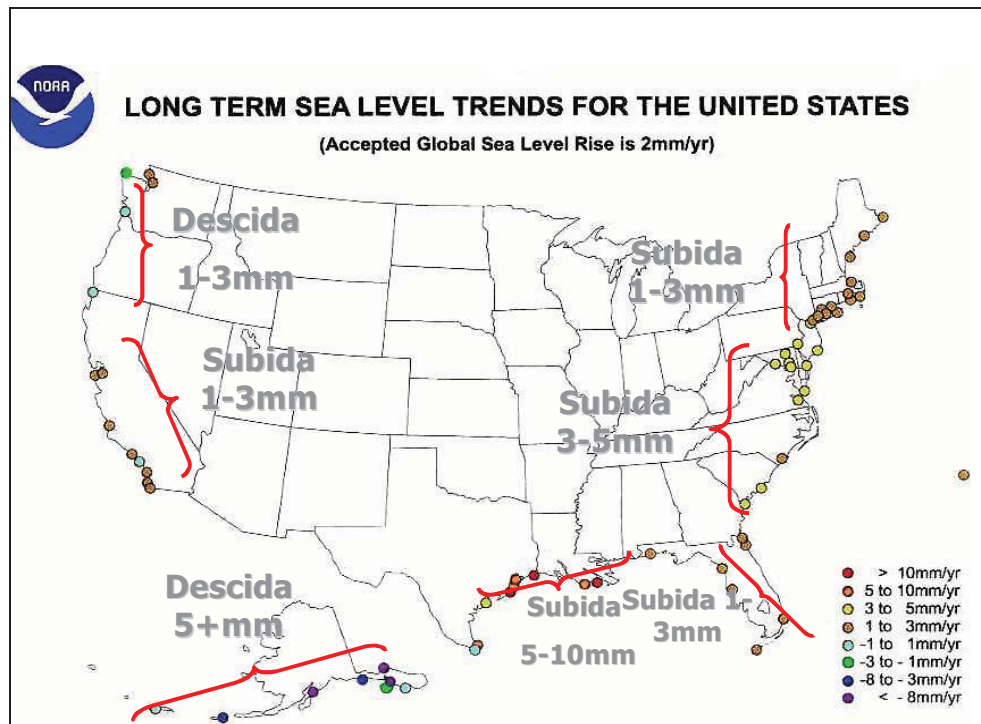 NOAA
LONG TERM SEA LEVEL TRENDS FOR THE UNITED STATES
(Accepted Global Sea Level Rise is 2mm/yr)
Descida
1-3mm
Subida
1-3mm
Subida
1-3mm
Subida
3-5mm
Descida
5+mm
Subida
5-10mm
Subida 1-
3mm
> 10mm/yr
5 to 10mm/yr
3 to 5mm/yr
1 to 3mm/yr
-1 to 1mm/yr
-3 to - 1mm/yr
-8 to - 3mm/yr
< - 8mm/yr